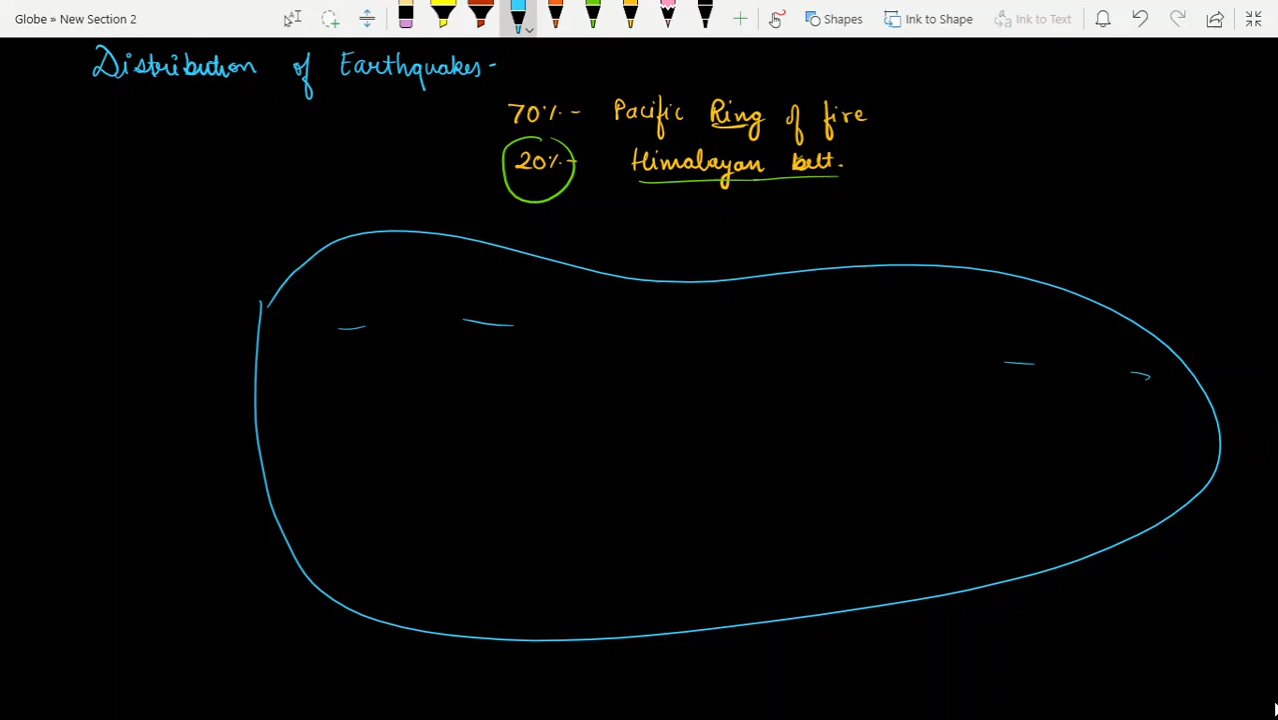 Globe » New Section 2
Shapes
Ink to Shape
Ink to Text
Distribution of Earthquakes -
70% - Pacific Ring of fire
20% - Himalayan belt.